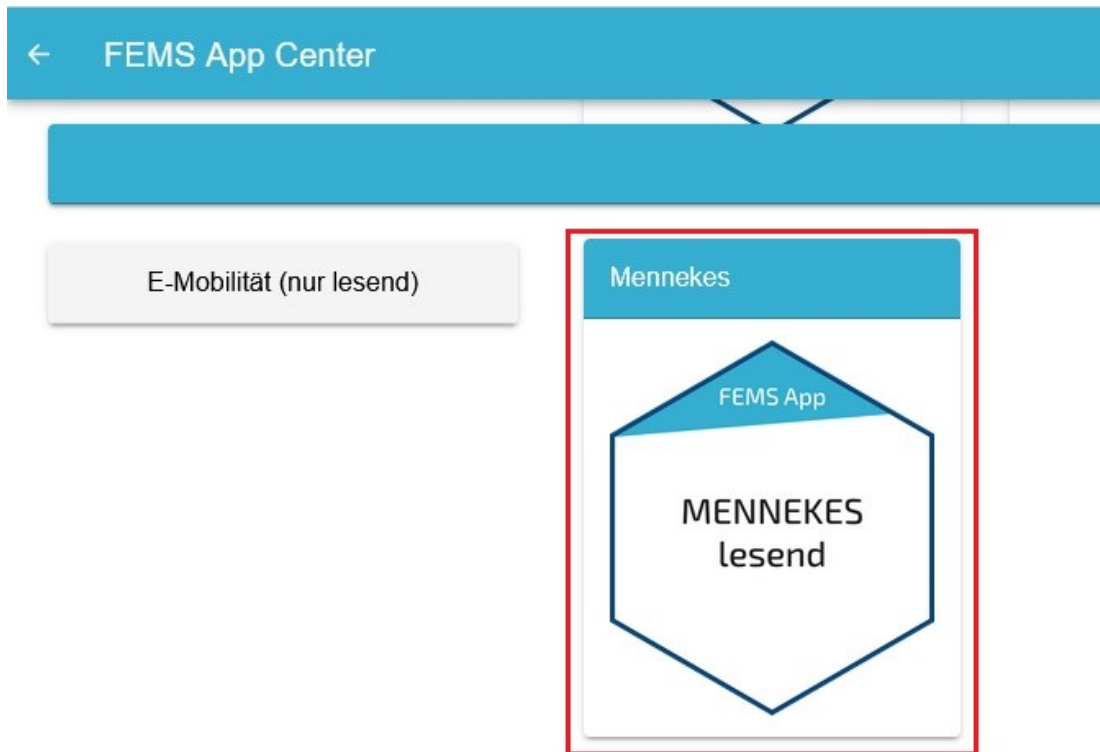 FEMS App Center
E-Mobilität (nur lesend)
Mennekes
FEMS App
MENNEKES
lesend